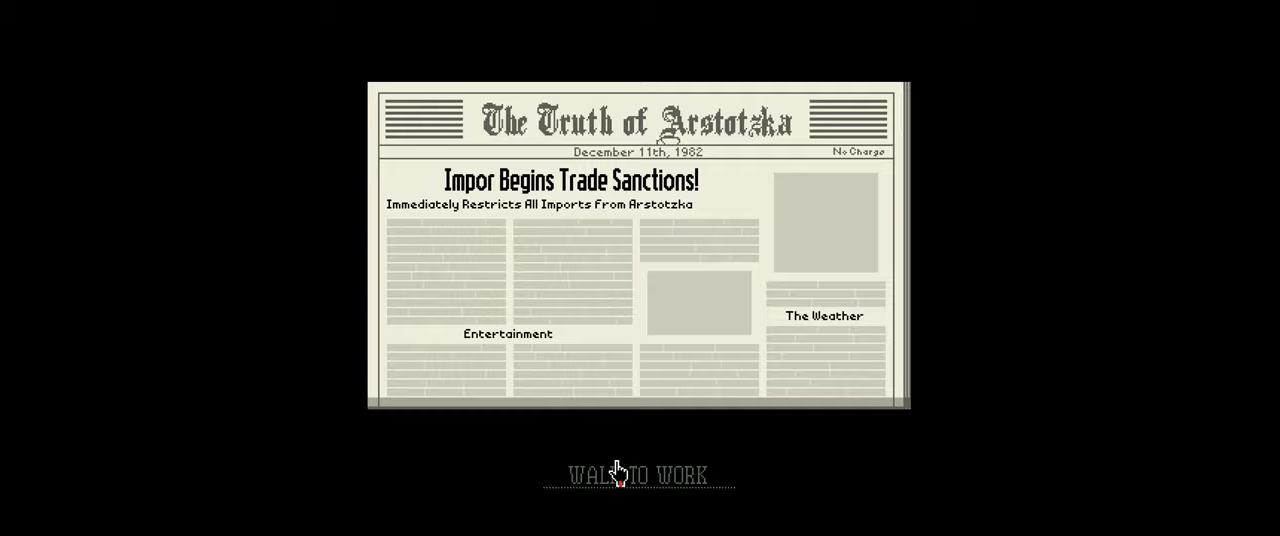 The Truth of Arstotzka
December 11th, 1982
No Charge
Impor Begins Trade Sanctions!
Immediately Restricts All Imports From Arstotzka
The Weather
Entertainment
WALK TO WORK